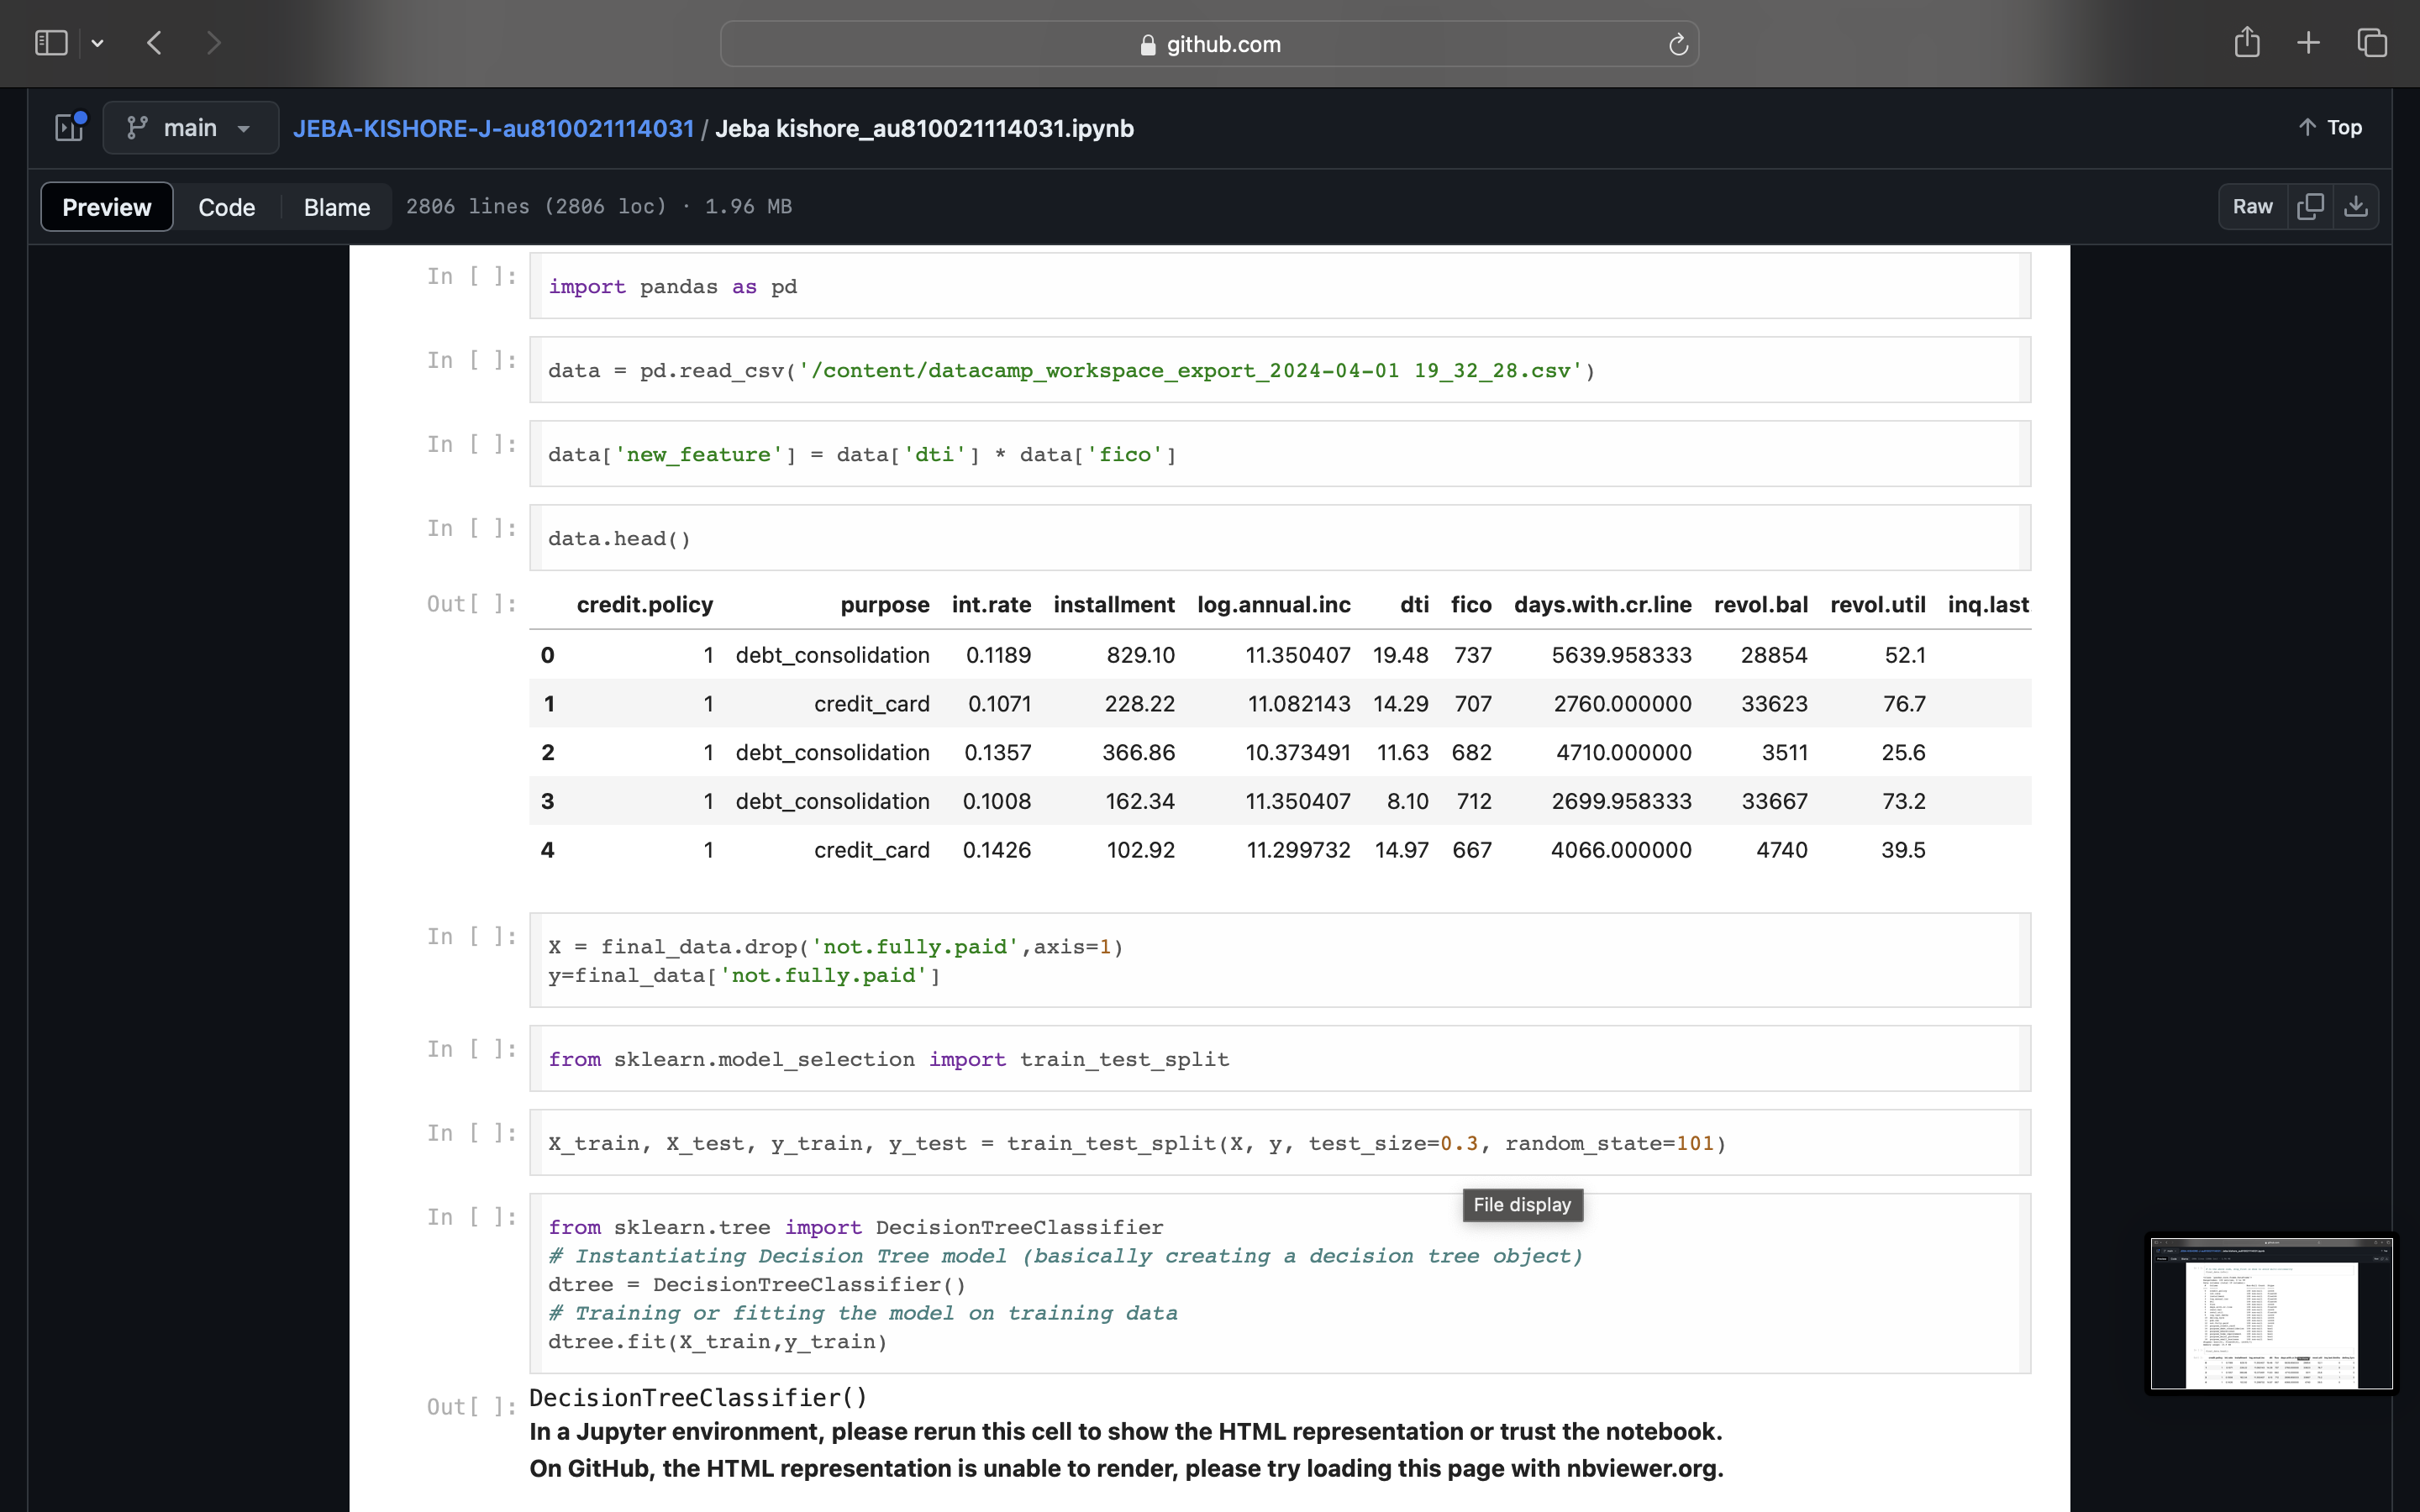 github.com
main
JEBA-KISHORE-J-au810021114031 / Jeba kishore_au810021114031.ipynb
Top
Preview Code Blame 2806 lines (2806 loc) · 1.96 MB Raw
In [ ]: import pandas as pd
In [ ]: data = pd.read_csv('/content/datacamp_workspace_export_2024-04-01 19_32_28.csv')
In [ ]: data['new_feature'] = data['dti'] * data['fico']
In [ ]: data.head()
Out[ ]: credit.policy purpose int.rate installment log.annual.inc dti fico days.with.cr.line revol.bal revol.util inq.last
0 1 debt_consolidation 0.1189 829.10 11.350407 19.48 737 5639.958333 28854 52.1
1 1 credit_card 0.1071 228.22 11.082143 14.29 707 2760.000000 33623 76.7
2 1 debt_consolidation 0.1357 366.86 10.373491 11.63 682 4710.000000 3511 25.6
3 1 debt_consolidation 0.1008 162.34 11.350407 8.10 712 2699.958333 33667 73.2
4 1 credit_card 0.1426 102.92 11.299732 14.97 667 4066.000000 4740 39.5
In [ ]: X = final_data.drop('not.fully.paid',axis=1)
y=final_data['not.fully.paid']
In [ ]: from sklearn.model_selection import train_test_split
In [ ]: X_train, X_test, y_train, y_test = train_test_split(X, y, test_size=0.3, random_state=101)
File display
In [ ]: from sklearn.tree import DecisionTreeClassifier
# Instantiating Decision Tree model (basically creating a decision tree object)
dtree = DecisionTreeClassifier()
# Training or fitting the model on training data
dtree.fit(X_train,y_train)
Out[ ]: DecisionTreeClassifier()
In a Jupyter environment, please rerun this cell to show the HTML representation or trust the notebook.
On GitHub, the HTML representation is unable to render, please try loading this page with nbviewer.org.